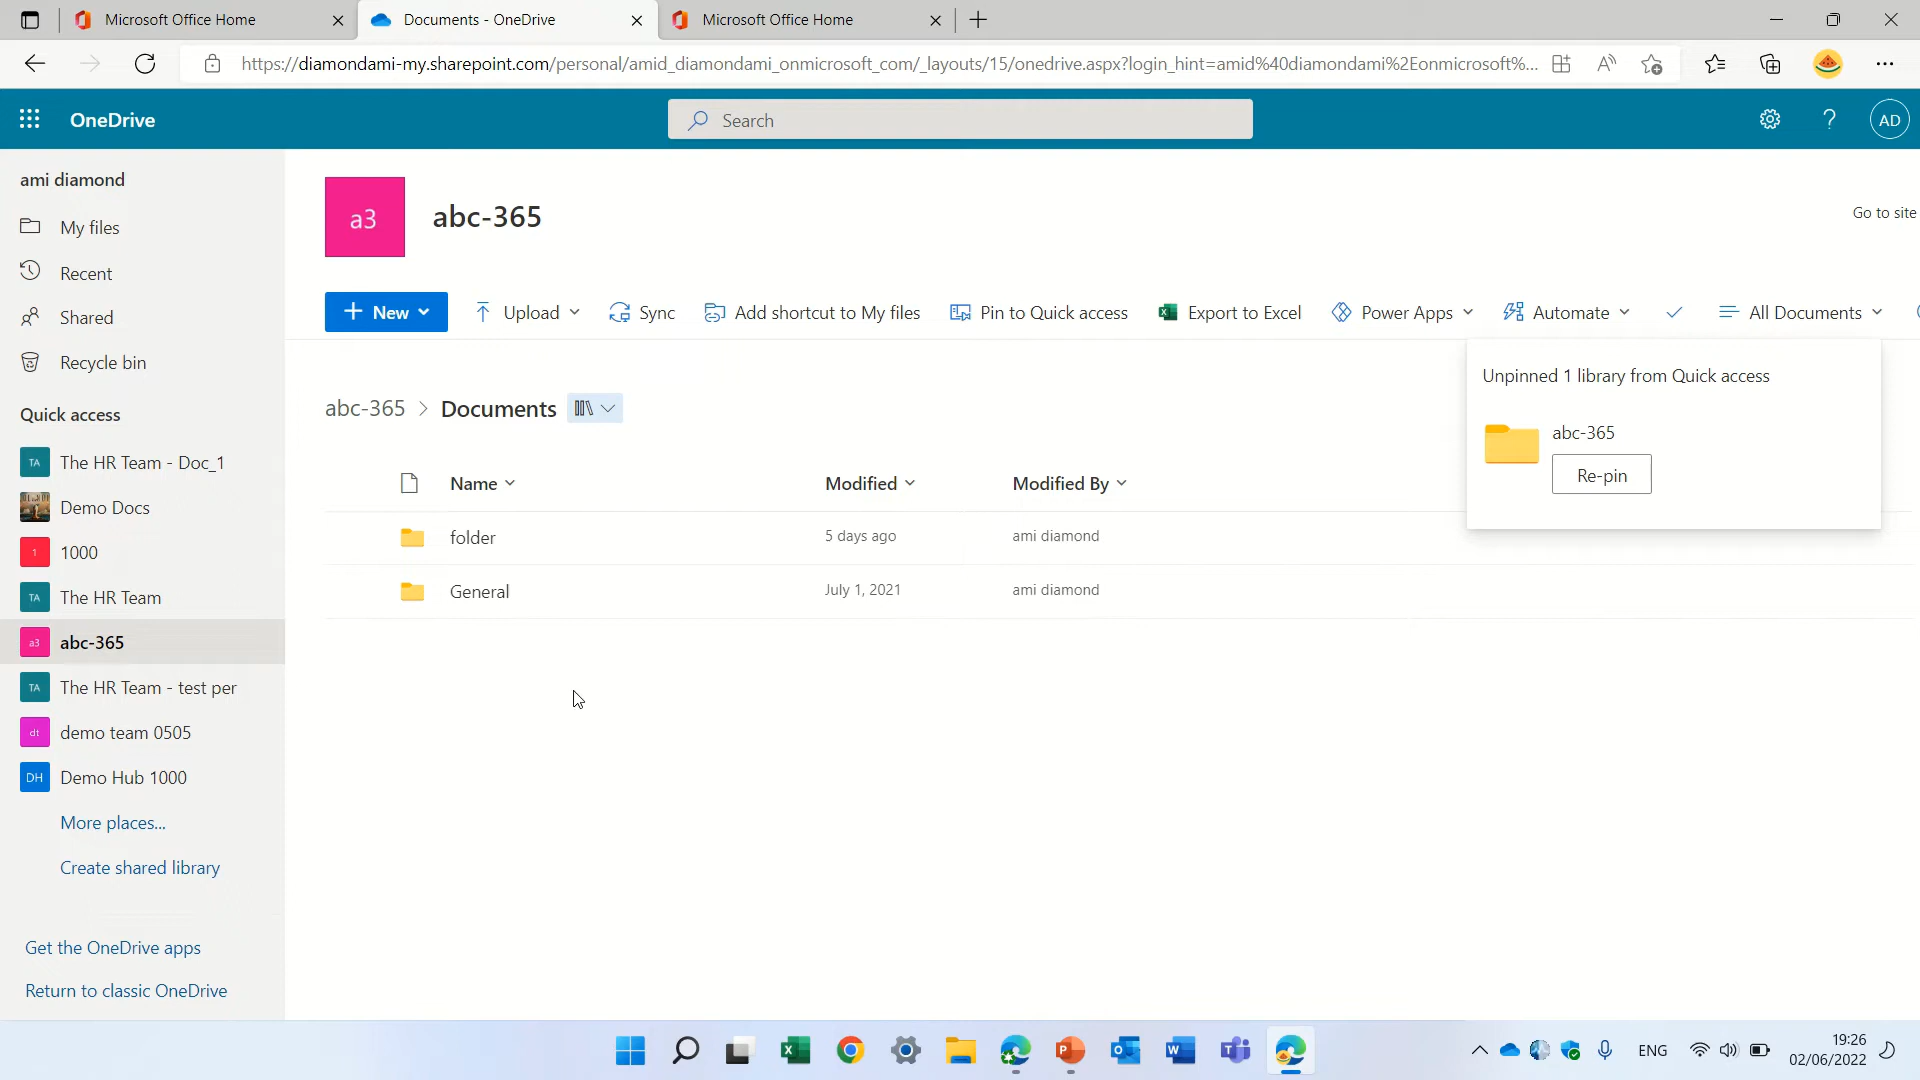 Microsoft Office Home
Documents - OneDrive
Microsoft Office Home
https://diamondami-my.sharepoint.com/personal/amid_diamondami_onmicrosoft_com/_layouts/15/onedrive.aspx?login_hint=amid%40diamondami%2Eonmicrosoft%...
OneDrive
Search
AD
ami diamond
My files
Recent
Shared
Recycle bin
Quick access
TA The HR Team - Doc_1
Demo Docs
1 1000
TA The HR Team
a3 abc-365
TA The HR Team - test per
dt demo team 0505
DH Demo Hub 1000
More places...
Create shared library
Get the OneDrive apps
Return to classic OneDrive
a3
abc-365
Go to site
New
Upload
Sync
Add shortcut to My files
Pin to Quick access
Export to Excel
Power Apps
Automate
All Documents
Unpinned 1 library from Quick access
abc-365
Re-pin
abc-365 > Documents
Name
Modified
Modified By
folder
5 days ago
ami diamond
General
July 1, 2021
ami diamond
ENG
19:26
02/06/2022